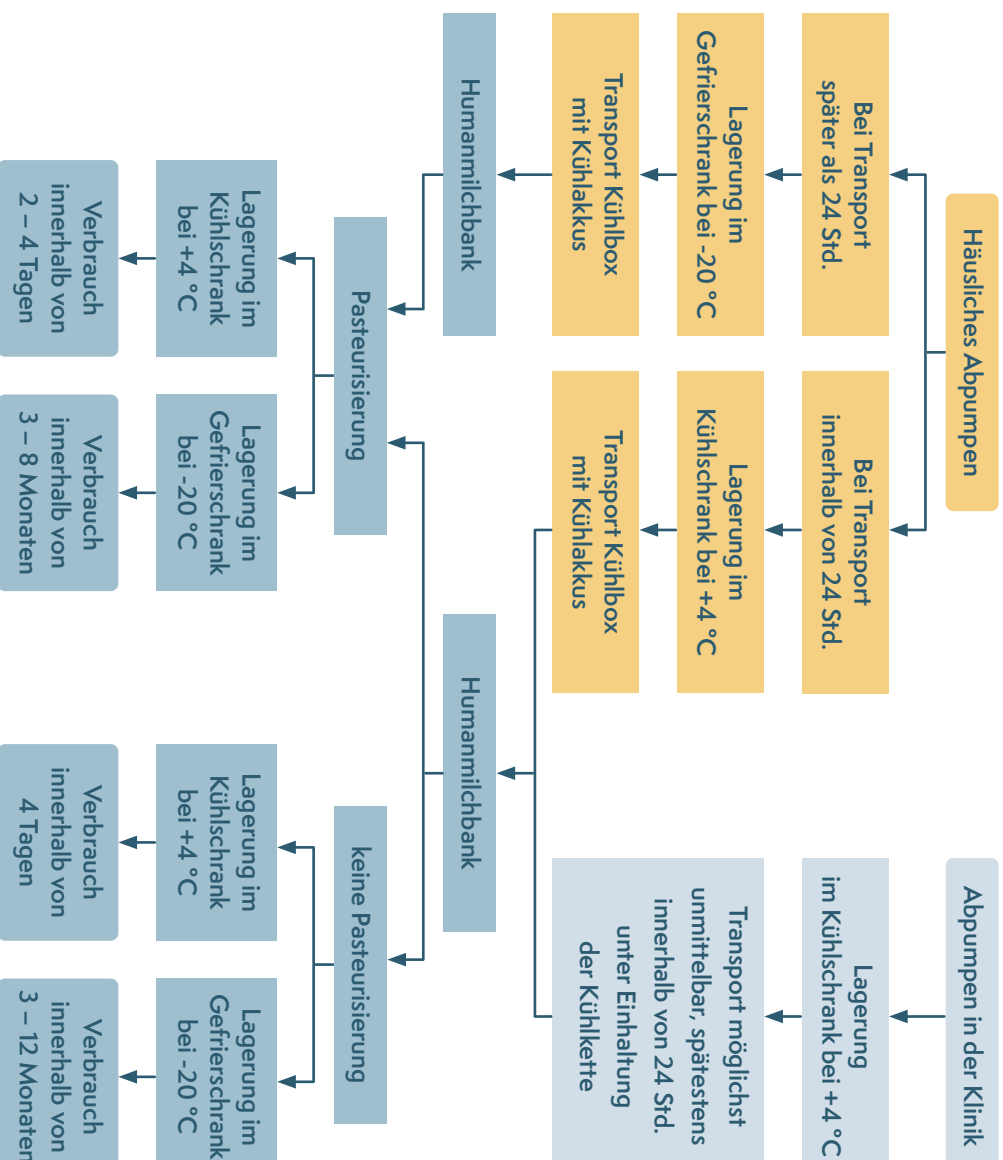 Häusliches Abpumpen
Abpumpen in der Klinik
Bei Transport
später als 24 Std.
Bei Transport
innerhalb von 24 Std.
Lagerung
im Kühlschrank bei +4 °C
Lagerung im
Gefrierschrank bei -20 °C
Lagerung im
Kühlschrank bei +4 °C
Transport möglichst
unmittelbar, spätestens
innerhalb von 24 Std.
unter Einhaltung
der Kühlkette
Transport Kühlbox
mit Kühlakkus
Transport Kühlbox
mit Kühlakkus
Humanmilchbank
Humanmilchbank
Pasteurisierung
keine Pasteurisierung
Lagerung im
Kühlschrank
bei +4 °C
Lagerung im
Gefrierschrank
bei -20 °C
Lagerung im
Kühlschrank
bei +4 °C
Lagerung im
Gefrierschrank
bei -20 °C
Verbrauch
innerhalb von
2 – 4 Tagen
Verbrauch
innerhalb von
3 – 8 Monaten
Verbrauch
innerhalb von
4 Tagen
Verbrauch
innerhalb von
3 – 12 Monaten